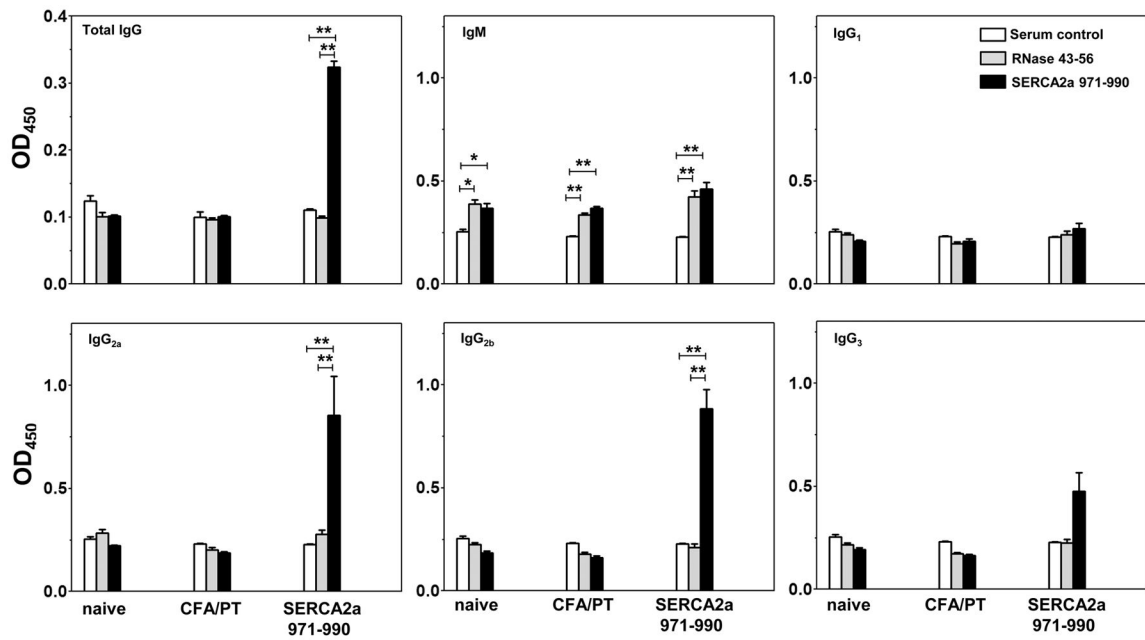 Total IgG
0.4
0.3
0.2
0.1
0.0
OD450
**
**
IgM
1.0
0.5
0.0
*
*
**
**
**
**
IgG1
1.0
0.5
0.0
Serum control
RNase 43-56
SERCA2a 971-990
IgG2a
1.0
0.5
0.0
OD450
**
**
naive
CFA/PT
SERCA2a
971-990
IgG2b
1.0
0.5
0.0
**
**
naive
CFA/PT
SERCA2a
971-990
IgG3
1.0
0.5
0.0
naive
CFA/PT
SERCA2a
971-990